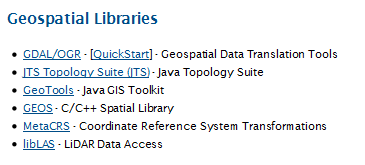 Geospatial Libraries
• GDAL/OGR - [QuickStart] - Geospatial Data Translation Tools
• JTS Topology Suite (JTS) - Java Topology Suite
• GeoTools - Java GIS Toolkit
• GEOS - C/C++ Spatial Library
• MetaCRS - Coordinate Reference System Transformations
• libLAS - LiDAR Data Access